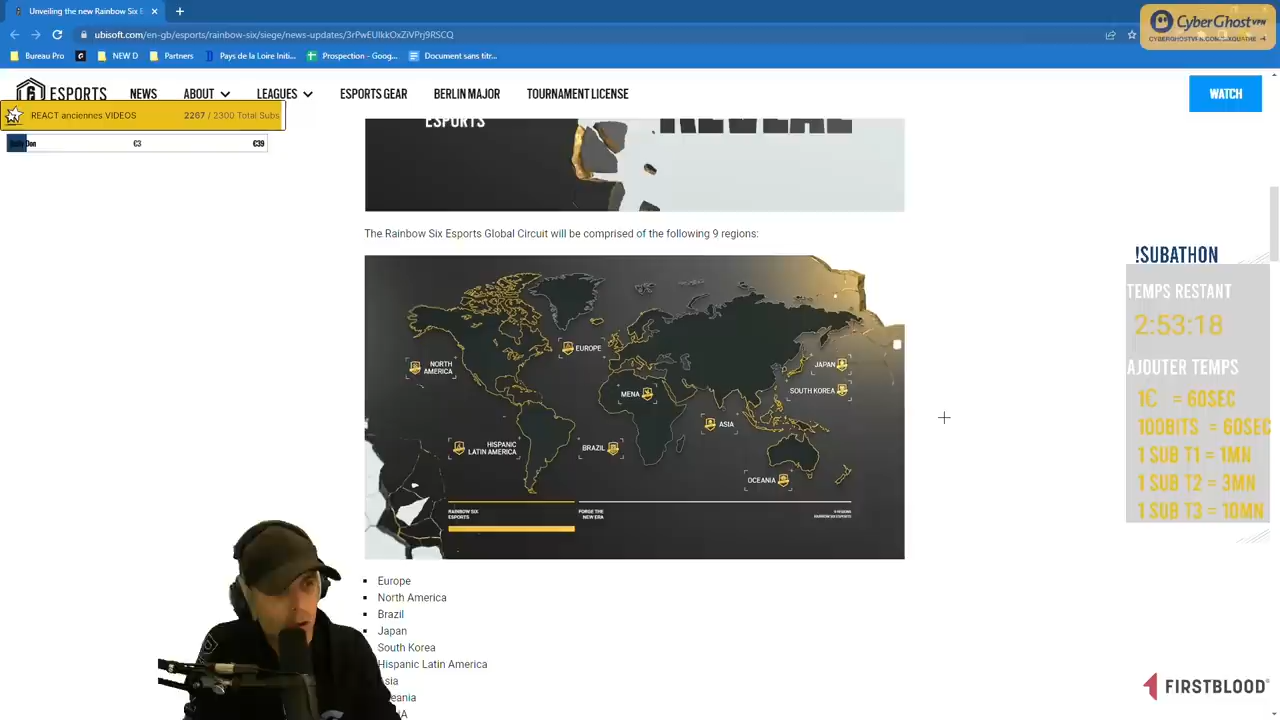 Unveiling the new Rainbow Six E
ubisoft.com/en-gb/esports/rainbow-six/siege/news-updates/3rPwEUlkkOxZiVPrj9RSCQ
Bureau Pro
NEW D
Partners
Pays de la Loire Initi...
Prospection - Goog...
Document sans titr...
CyberGhost VPN
ESPORTS
NEWS
ABOUT
LEAGUES
ESPORTS GEAR
BERLIN MAJOR
TOURNAMENT LICENSE
WATCH
REACT anciennes VIDEOS
2267 / 2300 Total Subs
Don
€3
€39
ESPORTS
The Rainbow Six Esports Global Circuit will be comprised of the following 9 regions:
NORTH
AMERICA
EUROPE
MENA
JAPAN
SOUTH KOREA
ASIA
HISPANIC
LATIN AMERICA
BRAZIL
OCEANIA
RAINBOW SIX
ESPORTS
FORGE THE
NEW ERA
Europe
North America
Brazil
Japan
South Korea
Hispanic Latin America
!SUBATHON
TEMPS RESTANT
2:53:18
AJOUTER TEMPS
1€ = 60SEC
100BITS = 60SEC
1 SUB T1 = 1MN
1 SUB T2 = 3MN
1 SUB T3 = 10MN
FIRSTBLOOD